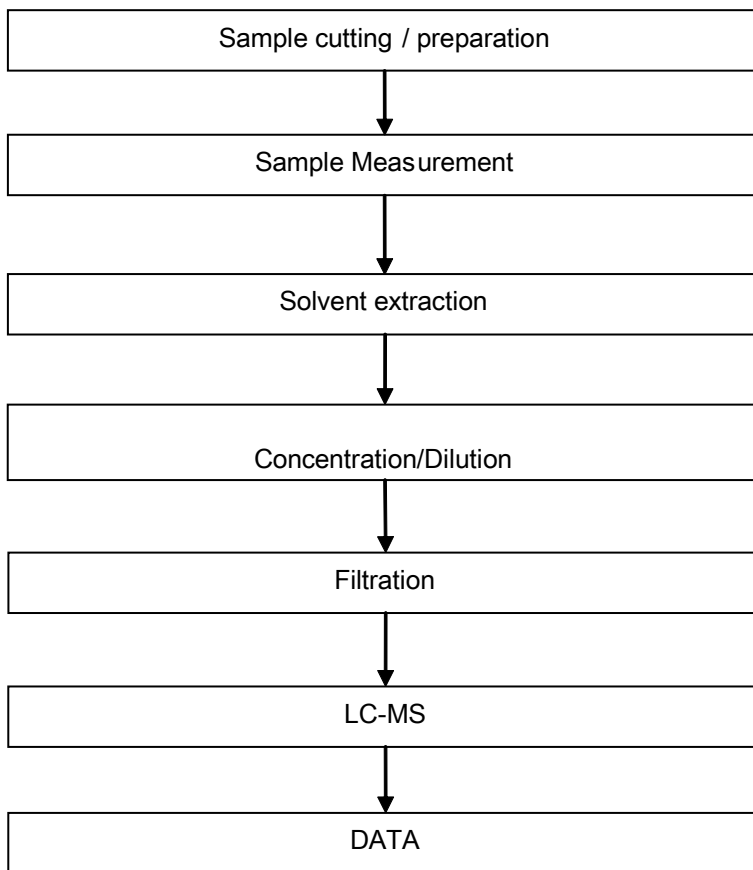 Sample cutting / preparation
Sample Measurement
Solvent extraction
Concentration/Dilution
Filtration
LC-MS
DATA